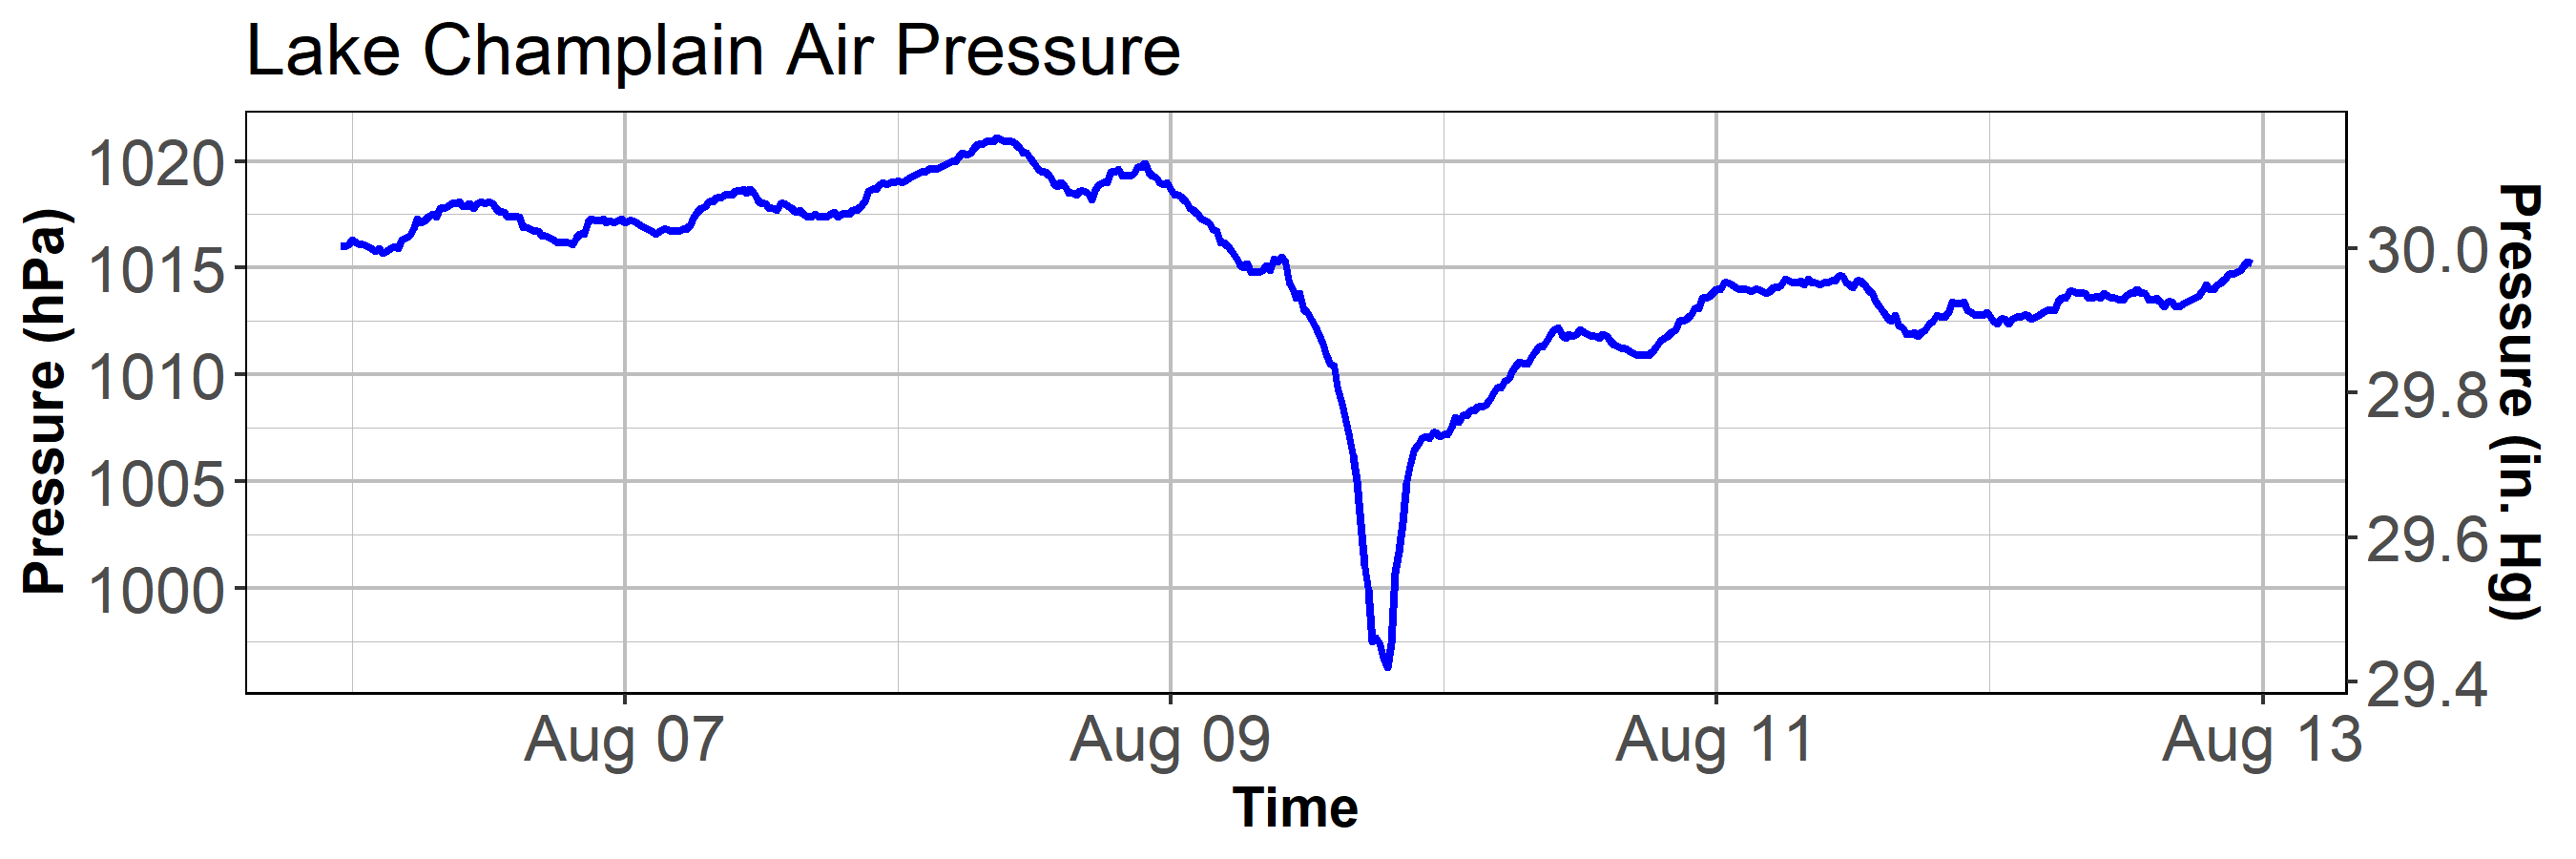 Lake Champlain Air Pressure
Pressure (hPa)
1020
1015
1010
1005
1000
30.0
29.8
29.6
29.4
Pressure (in. Hg)
Aug 07 Aug 09 Aug 11 Aug 13
Time